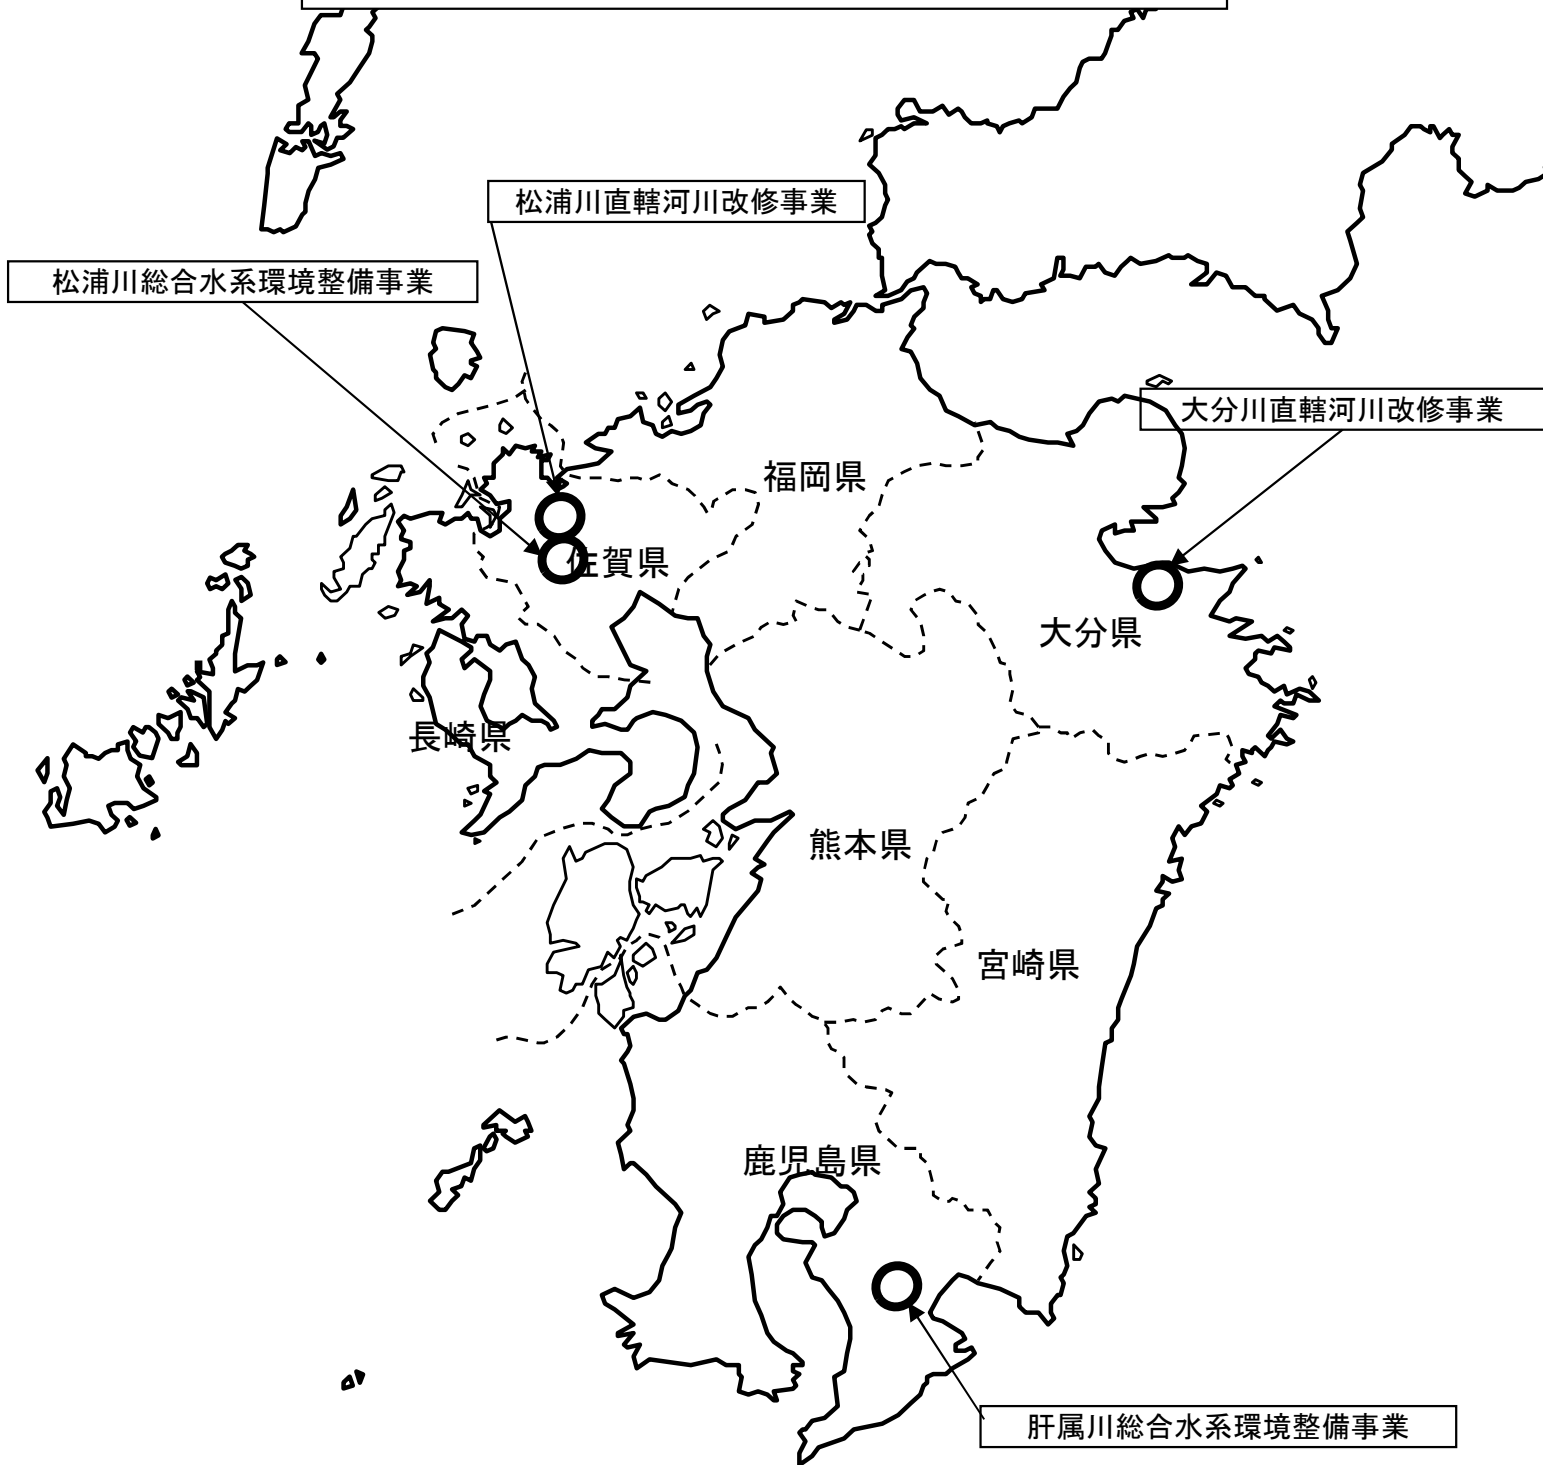 松浦川直轄河川改修事業
松浦川総合水系環境整備事業
大分川直轄河川改修事業
福岡県
佐賀県
大分県
長崎県
熊本県
宮崎県
鹿児島県
肝属川総合水系環境整備事業